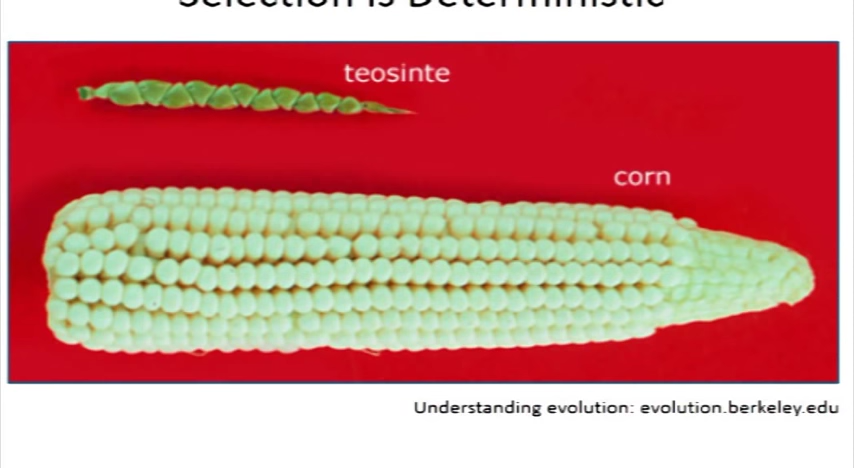 Selection is Deterministic
teosinte
corn
Understanding evolution: evolution.berkeley.edu